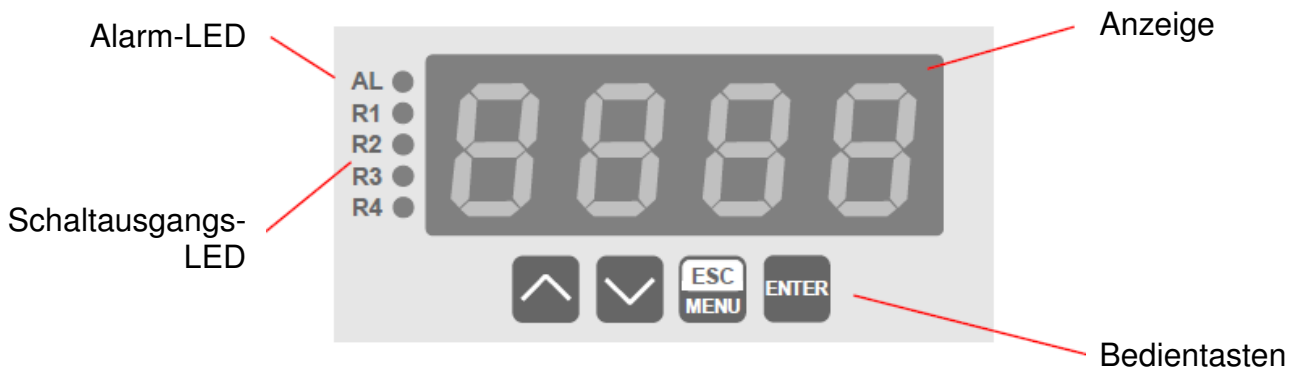 Alarm-LED
Anzeige
AL
R1
R2
R3
R4
Schaltausgangs-
LED
ESC
MENU
ENTER
Bedientasten